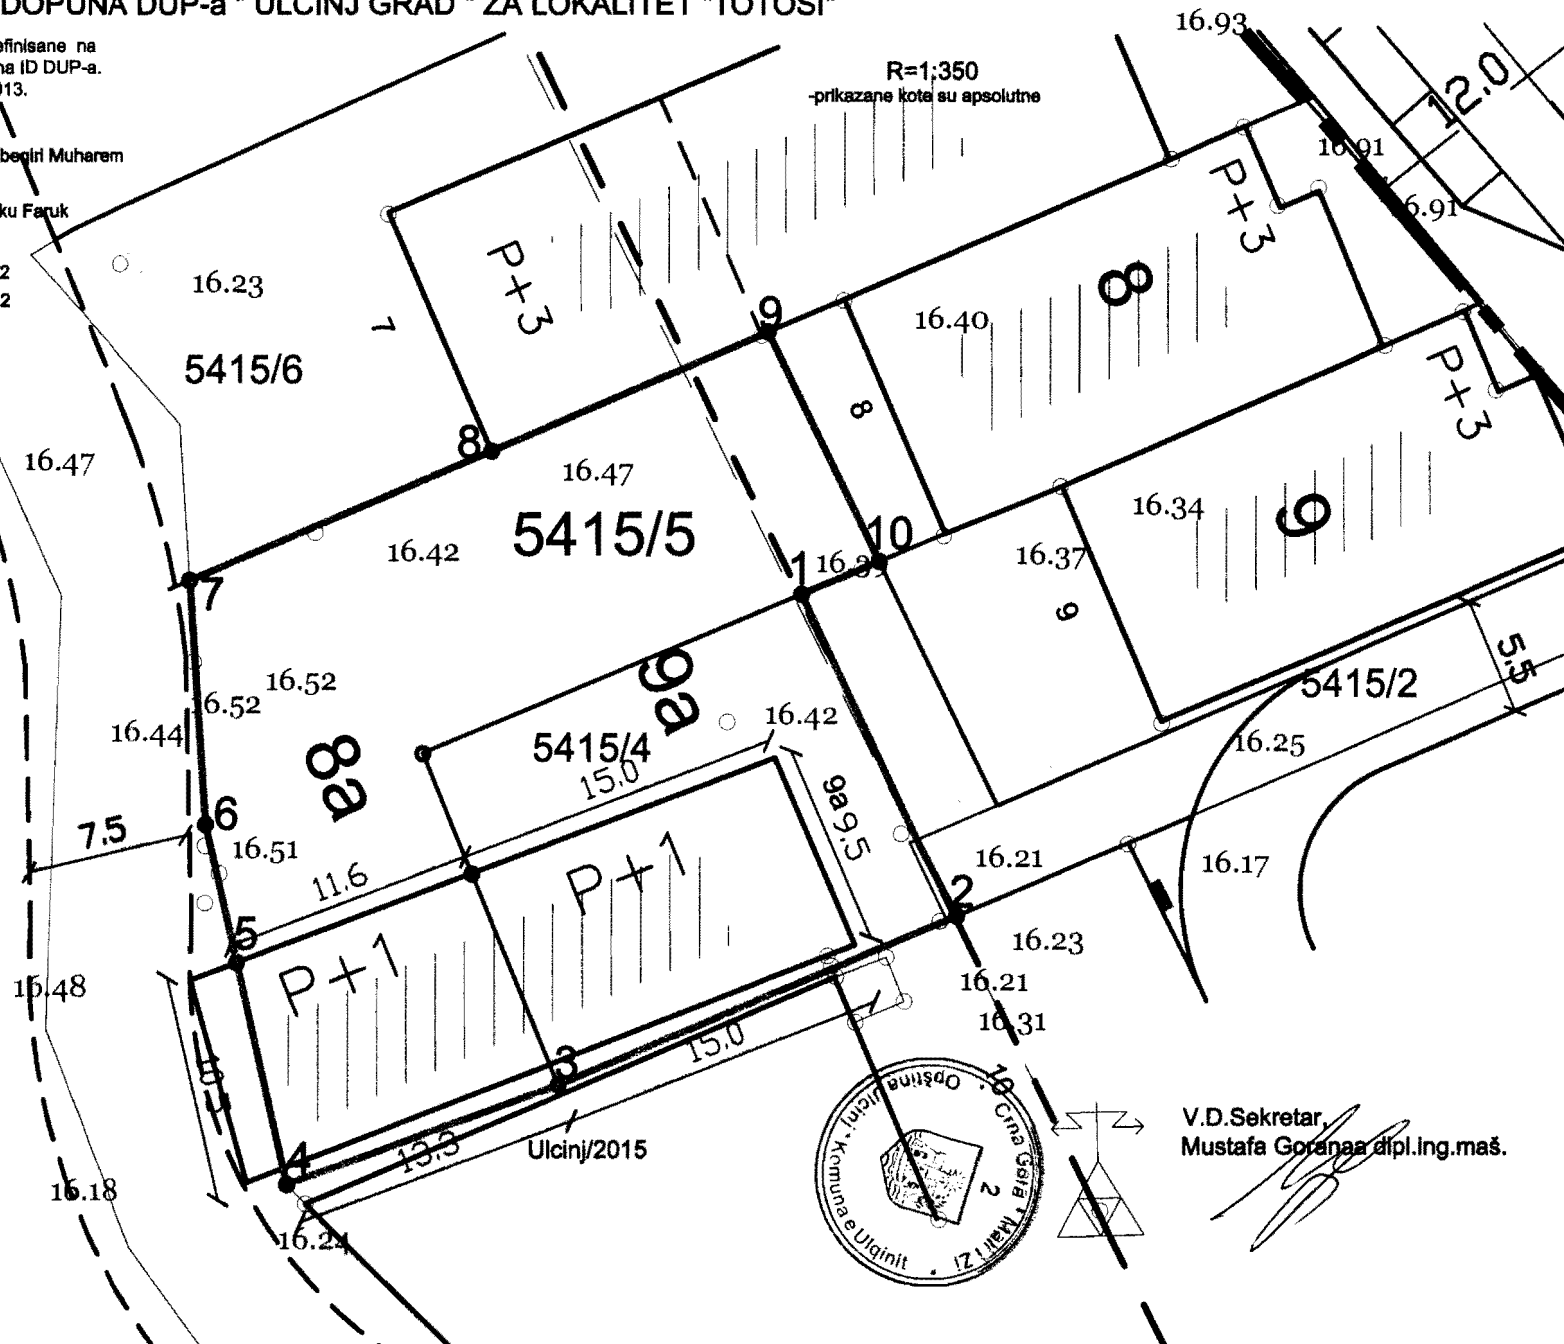 DOPUNA DUP-a " ULCINJ GRAD " ZA LOKALITET "TOTOŠI"
efinisane na
na ID DUP-a.
013.
begiri Muharem
ku Faruk
2
2
R=1:350
-prikazane kote su apsolutne
16.93
12.0
16.91
16.91
P+3
P+3
P+3
16.23
7
5415/6
9
16.40
8
8
8
16.47
16.47
5415/5
16.42
10
1
16.39
16.37
16.34
9
9
7
5.5
5415/2
16.52
16.52
16.44
9a
16.42
5415/4
15.0
16.25
8a
6
7.5
16.51
9a 9.5
P+1
11.6
16.21
16.17
2
5
P+1
16.23
16.48
16.21
16.31
3
15.0
4
13.3
Ulcinj/2015
16.18
16.24
10
Crna Gora * Mali i Zi
Opština Ulcinj * Komuna e Ulqinit
2
V.D.Sekretar,
Mustafa Goranaa dipl.ing.maš.